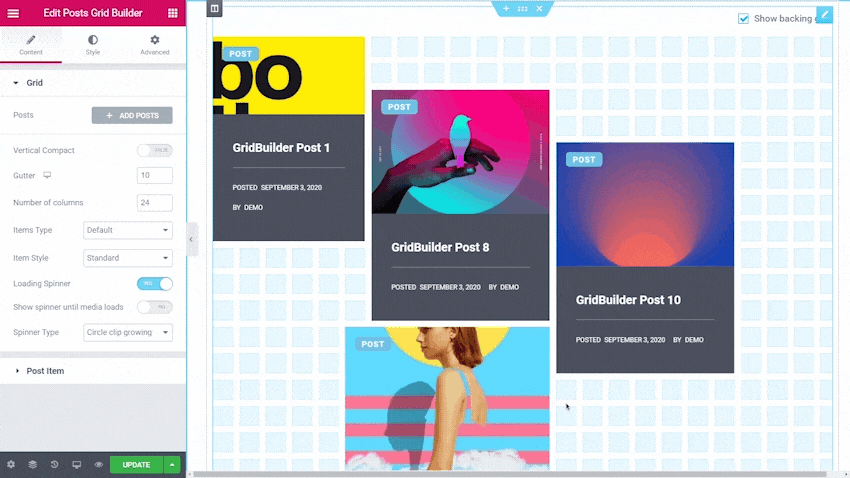 Edit Posts Grid Builder
Content
Style
Advanced
Grid
Posts
ADD POSTS
Vertical Compact
Gutter
10
Number of columns
24
Items Type
Default
Item Style
Standard
Loading Spinner
Show spinner until media loads
NO
Spinner Type
Circle clip growing
Post Item
UPDATE
Show backing
POST
bo
GridBuilder Post 1
POSTED SEPTEMBER 3, 2020
BY DEMO
POST
GridBuilder Post 8
POSTED SEPTEMBER 3, 2020 BY DEMO
POST
GridBuilder Post 10
POSTED SEPTEMBER 3, 2020 BY DEMO
POST